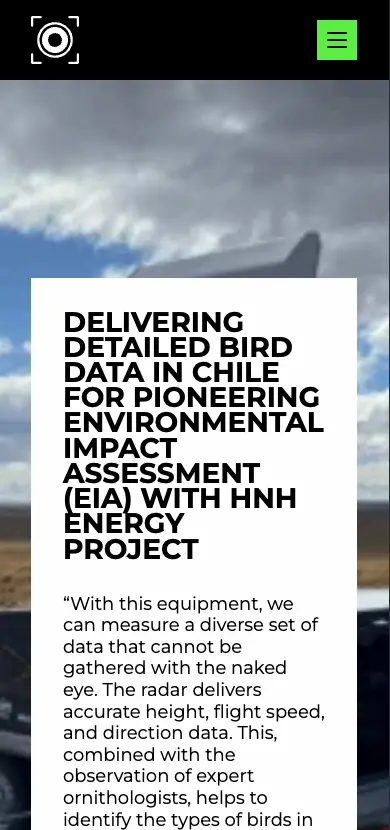 DELIVERING
DETAILED BIRD
DATA IN CHILE
FOR PIONEERING
ENVIRONMENTAL
IMPACT
ASSESSMENT
(EIA) WITH HNH
ENERGY
PROJECT
“With this equipment, we
can measure a diverse set of
data that cannot be
gathered with the naked
eye. The radar delivers
accurate height, flight speed,
and direction data. This,
combined with the
observation of expert
ornithologists, helps to
identify the types of birds in